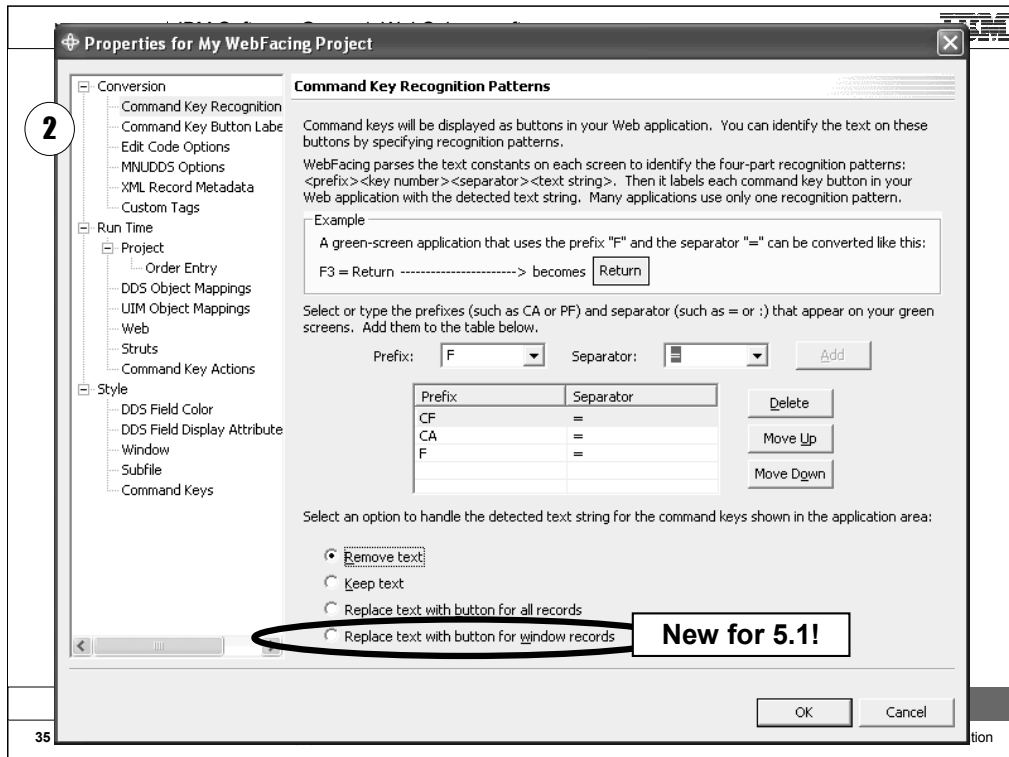 IBM
Properties for My WebFacing Project
2
Conversion
Command Key Recognition
Command Key Button Labe
Edit Code Options
MNUDDS Options
XML Record Metadata
Custom Tags
Run Time
Project
Order Entry
DDS Object Mappings
UIM Object Mappings
Web
Struts
Command Key Actions
Style
DDS Field Color
DDS Field Display Attribute
Window
Subfile
Command Keys
Command Key Recognition Patterns
Command keys will be displayed as buttons in your Web application. You can identify the text on these
buttons by specifying recognition patterns.
WebFacing parses the text constants on each screen to identify the four-part recognition patterns:
<prefix><key number><separator><text string>. Then it labels each command key button in your
Web application with the detected text string. Many applications use only one recognition pattern.
Example
A green-screen application that uses the prefix "F" and the separator "=" can be converted like this:
F3 = Return -----------------------> becomes Return
Select or type the prefixes (such as CA or PF) and separator (such as = or :) that appear on your green
screens. Add them to the table below.
Prefix: F Separator: = Add
Prefix Separator
CF =
CA =
F =
Delete
Move Up
Move Down
Select an option to handle the detected text string for the command keys shown in the application area:
Remove text
Keep text
Replace text with button for all records
Replace text with button for window records
New for 5.1!
OK Cancel
35
tion